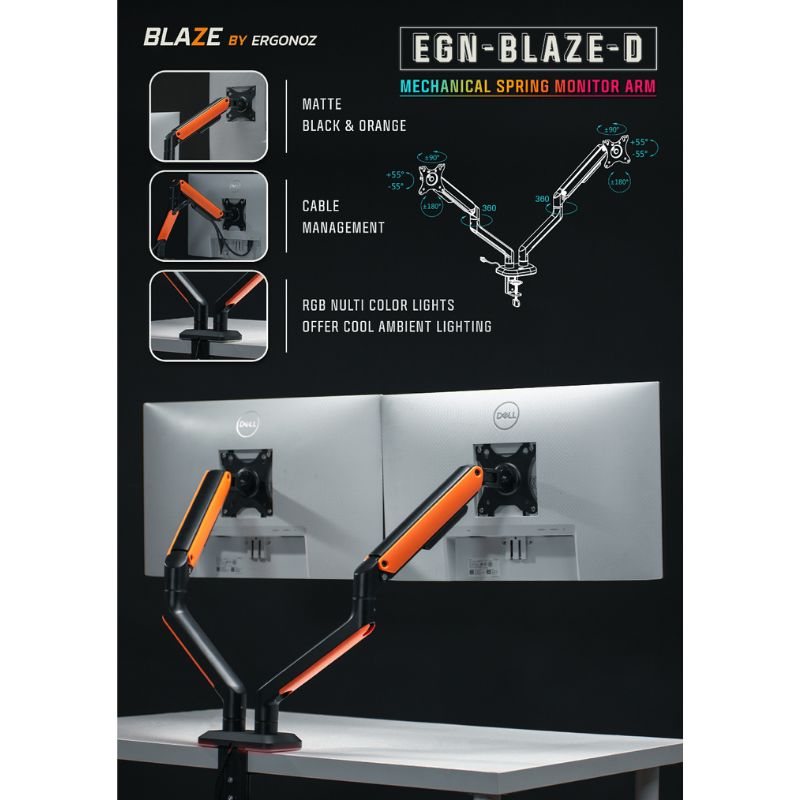 BLAZE BY ERGONOZ
EGN-BLAZE-D
MECHANICAL SPRING MONITOR ARM
MATTE
BLACK & ORANGE
CABLE
MANAGEMENT
RGB NULTI COLOR LIGHTS
OFFER COOL AMBIENT LIGHTING
±90°
+55°
-55°
±180°
360
360
±90°
+55°
-55°
±180°
DELL
DELL